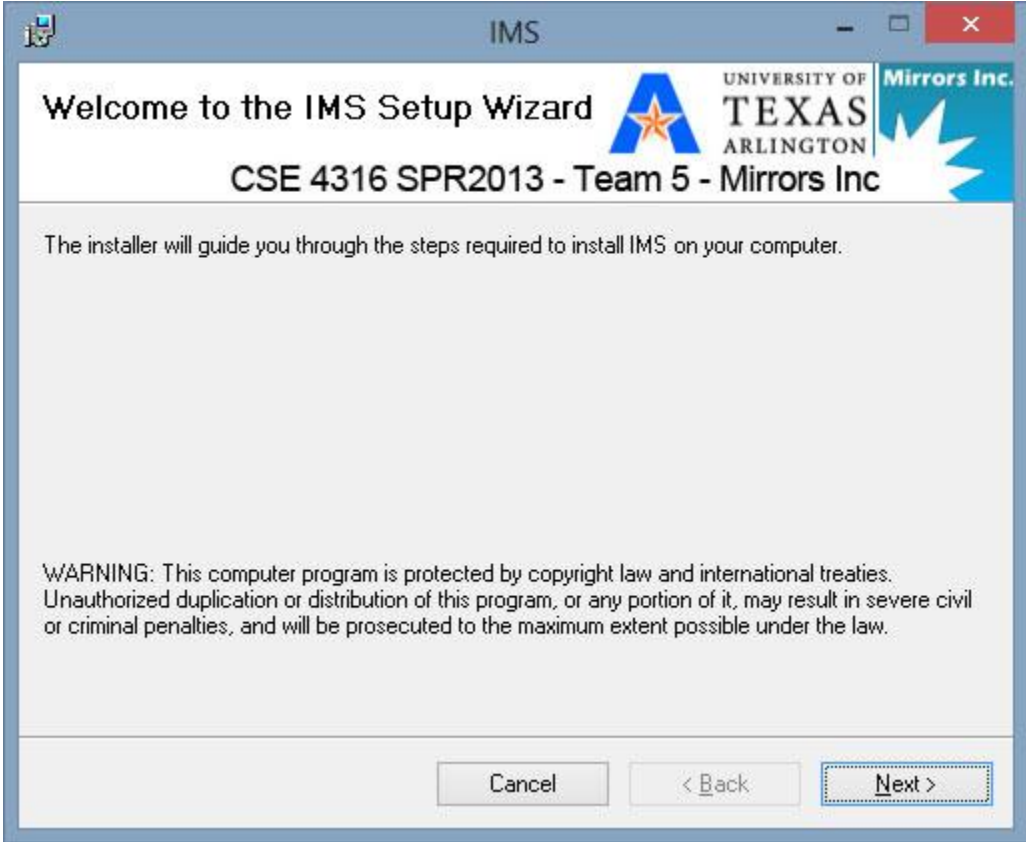 IMS
Welcome to the IMS Setup Wizard
UNIVERSITY OF
TEXAS
ARLINGTON
Mirrors Inc.
CSE 4316 SPR2013 - Team 5 - Mirrors Inc
The installer will guide you through the steps required to install IMS on your computer.
WARNING: This computer program is protected by copyright law and international treaties.
Unauthorized duplication or distribution of this program, or any portion of it, may result in severe civil
or criminal penalties, and will be prosecuted to the maximum extent possible under the law.
Cancel
< Back
Next >